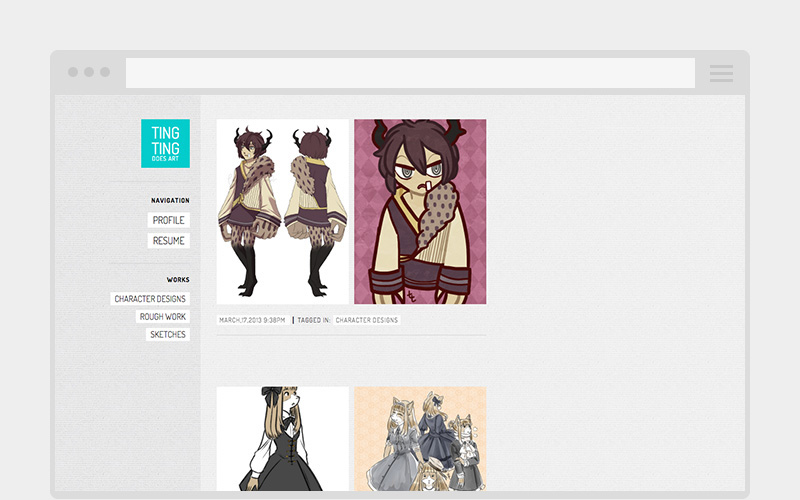 TING
TING
DOES ART
NAVIGATION
PROFILE
RESUME
WORKS
CHARACTER DESIGNS
ROUGH WORK
SKETCHES
MARCH,17,2013 9:38PM | TAGGED IN: CHARACTER DESIGNS